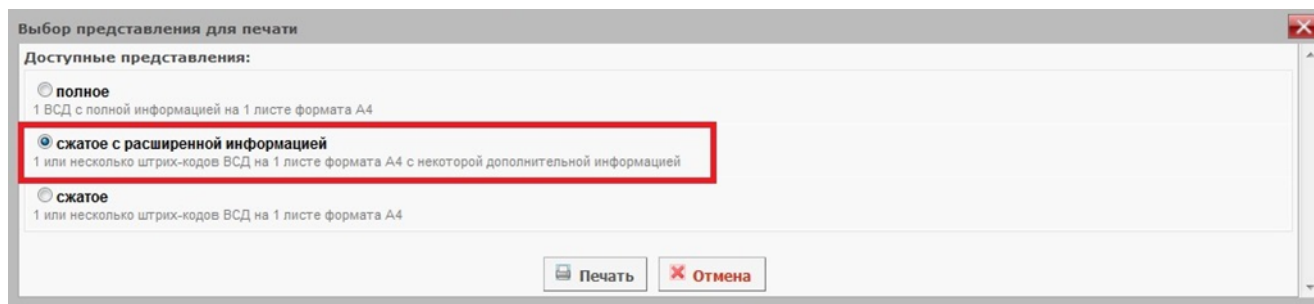 Выбор представления для печати
Доступные представления:
полное
1 ВСД с полной информацией на 1 листе формата А4
сжатое с расширенной информацией
1 или несколько штрих-кодов ВСД на 1 листе формата А4 с некоторой дополнительной информацией
сжатое
1 или несколько штрих-кодов ВСД на 1 листе формата А4
Печать Отмена